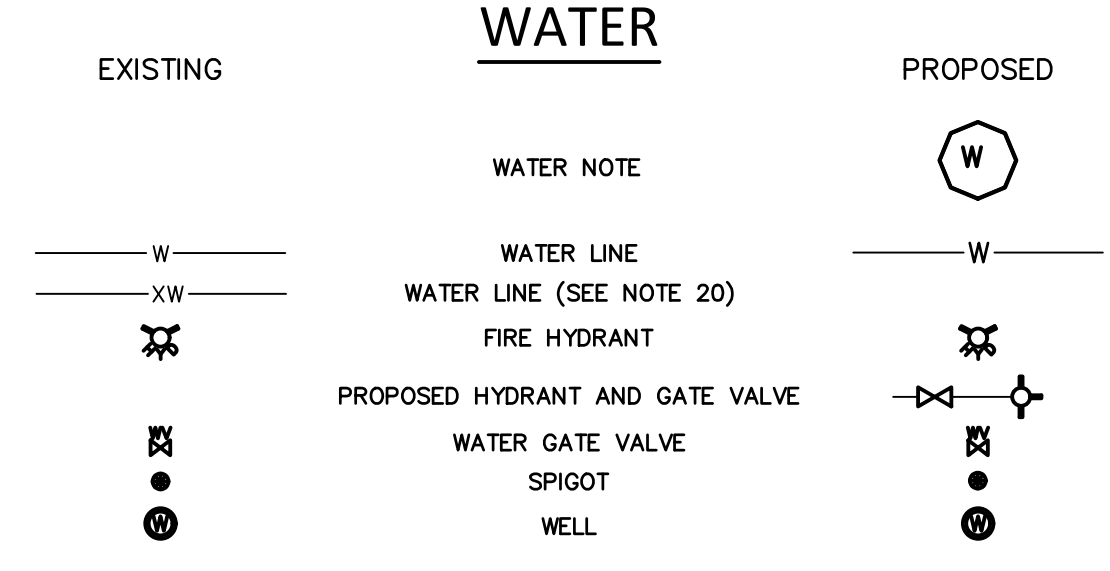 WATER
EXISTING PROPOSED
WATER NOTE W
W WATER LINE W
XW WATER LINE (SEE NOTE 20)
FIRE HYDRANT
PROPOSED HYDRANT AND GATE VALVE
WV WATER GATE VALVE WV
SPIGOT
W WELL W